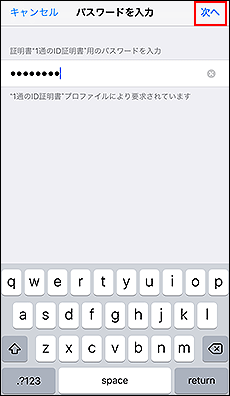 キャンセル パスワードを入力 次へ
証明書"1通のID証明書"用のパスワードを入力
●●●●●●●●
"1通のID証明書"プロファイルにより要求されています
q w e r t y u i o p
a s d f g h j k l
z x c v b n m
.?123 space return